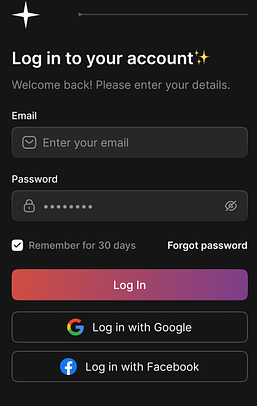 Log in to your account✨
Welcome back! Please enter your details.
Email
Enter your email
Password
••••••••
Remember for 30 days Forgot password
Log In
Log in with Google
Log in with Facebook